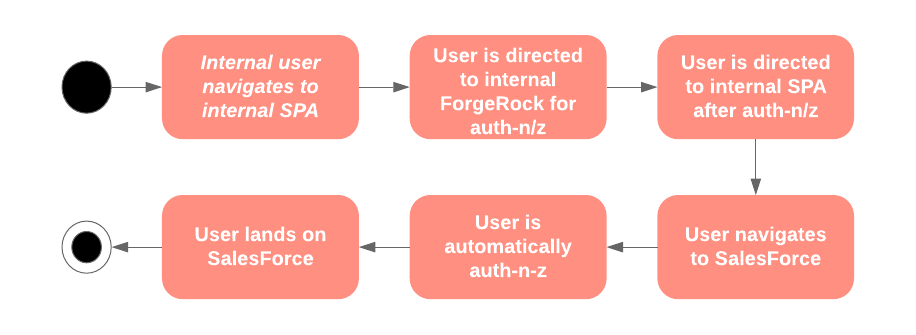 Internal user
navigates to
internal SPA
User is directed
to internal
ForgeRock for
auth-n/z
User is directed
to internal SPA
after auth-n/z
User navigates
to SalesForce
User is
automatically
auth-n-z
User lands on
SalesForce